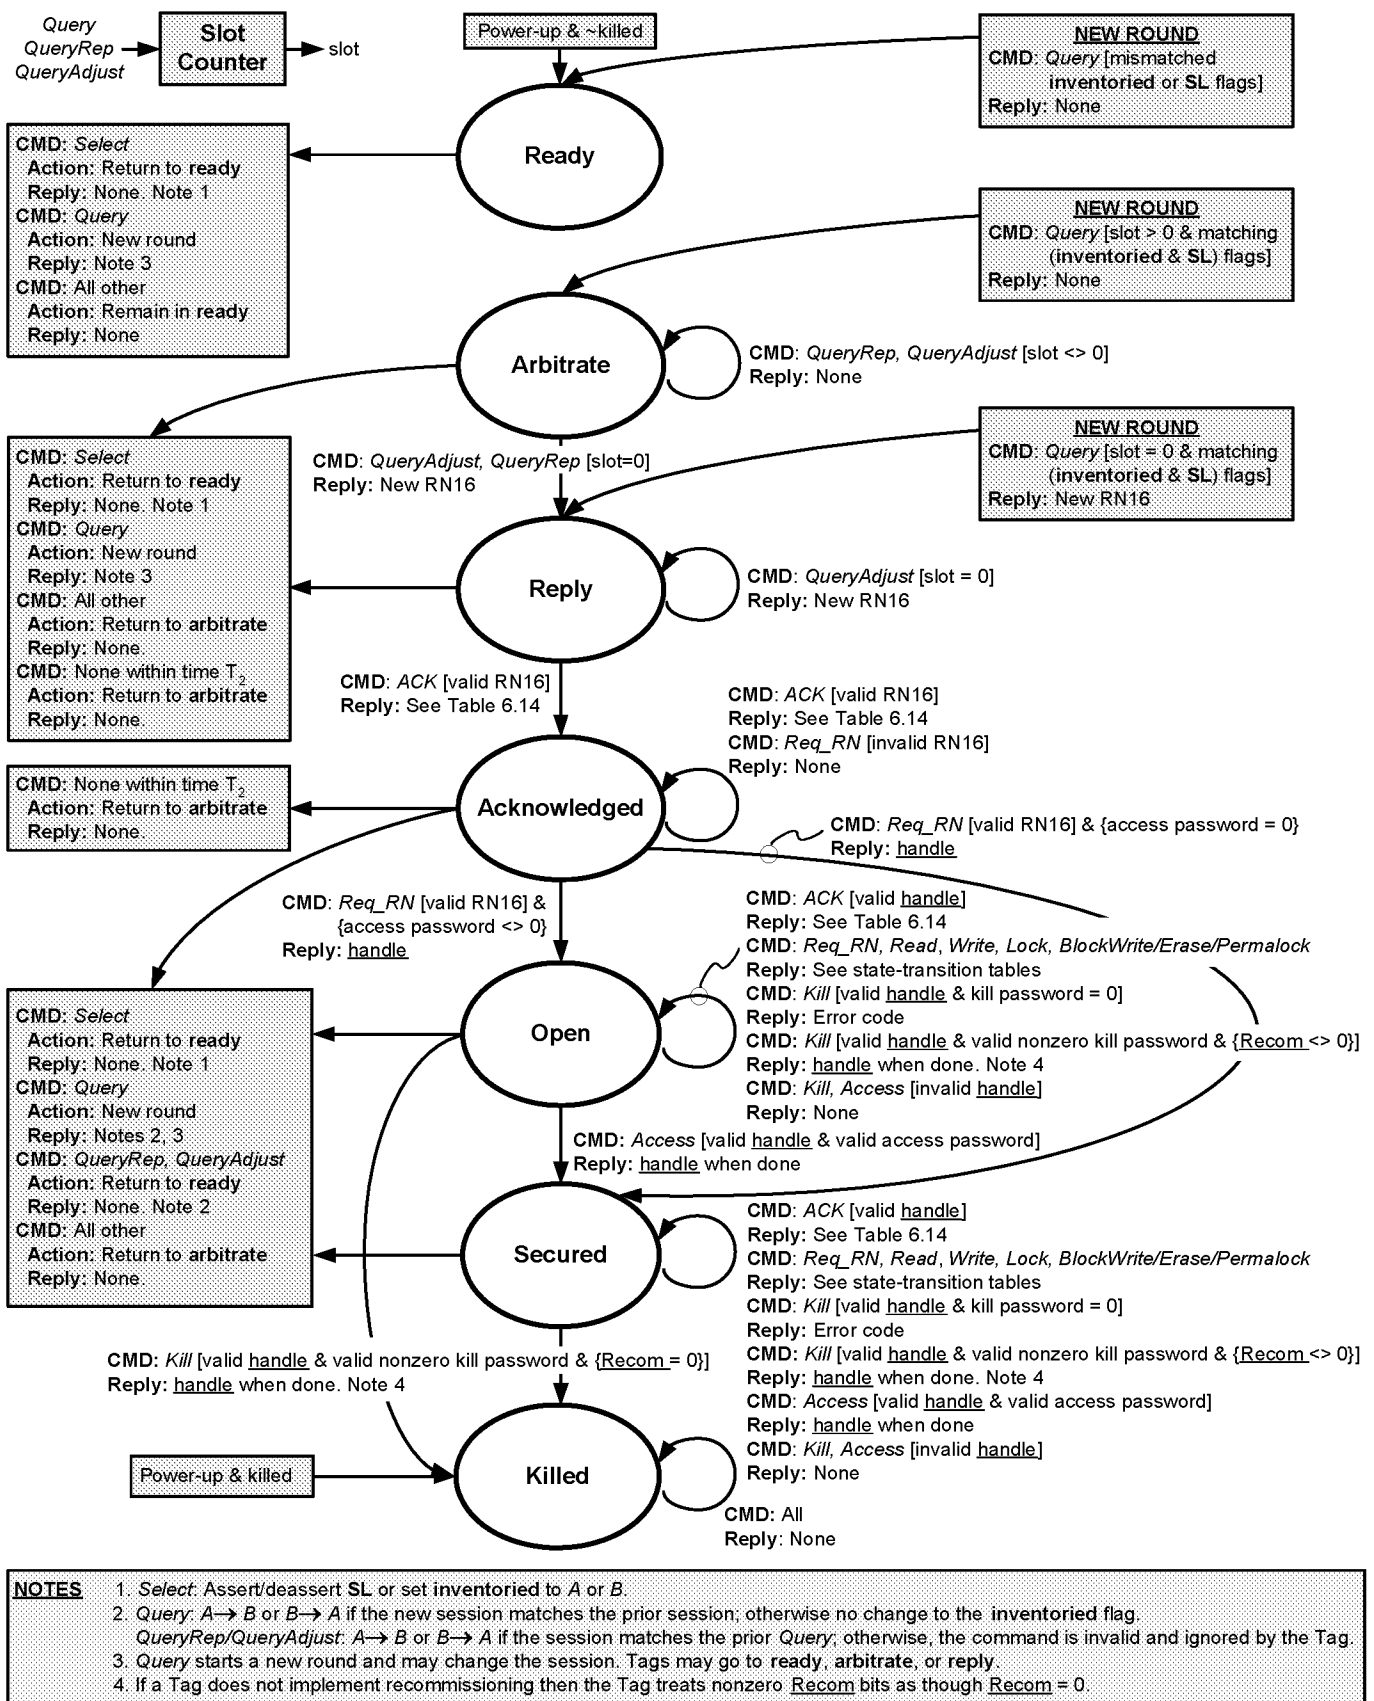 Query
QueryRep
QueryAdjust
Slot
Counter
slot
Power-up & ~killed
NEW ROUND
CMD: Query [mismatched
inventoried or SL flags]
Reply: None
Ready
CMD: Select
Action: Return to ready
Reply: None. Note 1
CMD: Query
Action: New round
Reply: Note 3
CMD: All other
Action: Remain in ready
Reply: None
NEW ROUND
CMD: Query [slot > 0 & matching
(inventoried & SL) flags]
Reply: None
Arbitrate
CMD: QueryRep, QueryAdjust [slot <> 0]
Reply: None
NEW ROUND
CMD: Query [slot = 0 & matching
(inventoried & SL) flags]
Reply: New RN16
CMD: QueryAdjust, QueryRep [slot=0]
Reply: New RN16
CMD: Select
Action: Return to ready
Reply: None. Note 1
CMD: Query
Action: New round
Reply: Note 3
CMD: All other
Action: Return to arbitrate
Reply: None.
CMD: None within time T2
Action: Return to arbitrate
Reply: None.
Reply
CMD: QueryAdjust [slot = 0]
Reply: New RN16
CMD: ACK [valid RN16]
Reply: See Table 6.14
CMD: ACK [valid RN16]
Reply: See Table 6.14
CMD: Req_RN [invalid RN16]
Reply: None
CMD: None within time T2
Action: Return to arbitrate
Reply: None.
Acknowledged
CMD: Req_RN [valid RN16] & {access password = 0}
Reply: handle
CMD: Req_RN [valid RN16] &
{access password <> 0}
Reply: handle
CMD: ACK [valid handle]
Reply: See Table 6.14
CMD: Req_RN, Read, Write, Lock, BlockWrite/Erase/Permalock
Reply: See state-transition tables
CMD: Kill [valid handle & kill password = 0]
Reply: Error code
CMD: Kill [valid handle & valid nonzero kill password & {Recom <> 0}]
Reply: handle when done. Note 4
CMD: Kill, Access [invalid handle]
Reply: None
Open
CMD: Select
Action: Return to ready
Reply: None. Note 1
CMD: Query
Action: New round
Reply: Notes 2, 3
CMD: QueryRep, QueryAdjust
Action: Return to ready
Reply: None. Note 2
CMD: All other
Action: Return to arbitrate
Reply: None.
CMD: Access [valid handle & valid access password]
Reply: handle when done
Secured
CMD: ACK [valid handle]
Reply: See Table 6.14
CMD: Req_RN, Read, Write, Lock, BlockWrite/Erase/Permalock
Reply: See state-transition tables
CMD: Kill [valid handle & kill password = 0]
Reply: Error code
CMD: Kill [valid handle & valid nonzero kill password & {Recom <> 0}]
Reply: handle when done. Note 4
CMD: Access [valid handle & valid access password]
Reply: handle when done
CMD: Kill, Access [invalid handle]
Reply: None
CMD: Kill [valid handle & valid nonzero kill password & {Recom = 0}]
Reply: handle when done. Note 4
Power-up & killed
Killed
CMD: All
Reply: None
NOTES
1. Select: Assert/deassert SL or set inventoried to A or B.
2. Query: A→ B or B→ A if the new session matches the prior session; otherwise no change to the inventoried flag.
QueryRep/QueryAdjust: A→ B or B→ A if the session matches the prior Query; otherwise, the command is invalid and ignored by the Tag.
3. Query starts a new round and may change the session. Tags may go to ready, arbitrate, or reply.
4. If a Tag does not implement recommissioning then the Tag treats nonzero Recom bits as though Recom = 0.